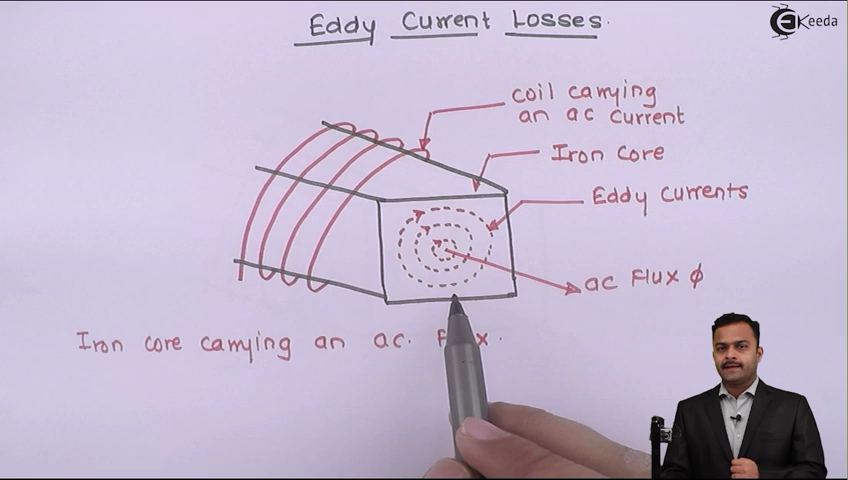 Eddy Current Losses.
Keeda
coil carrying
an ac current
Iron core
Eddy currents
ac Flux φ
Iron core carrying an ac.